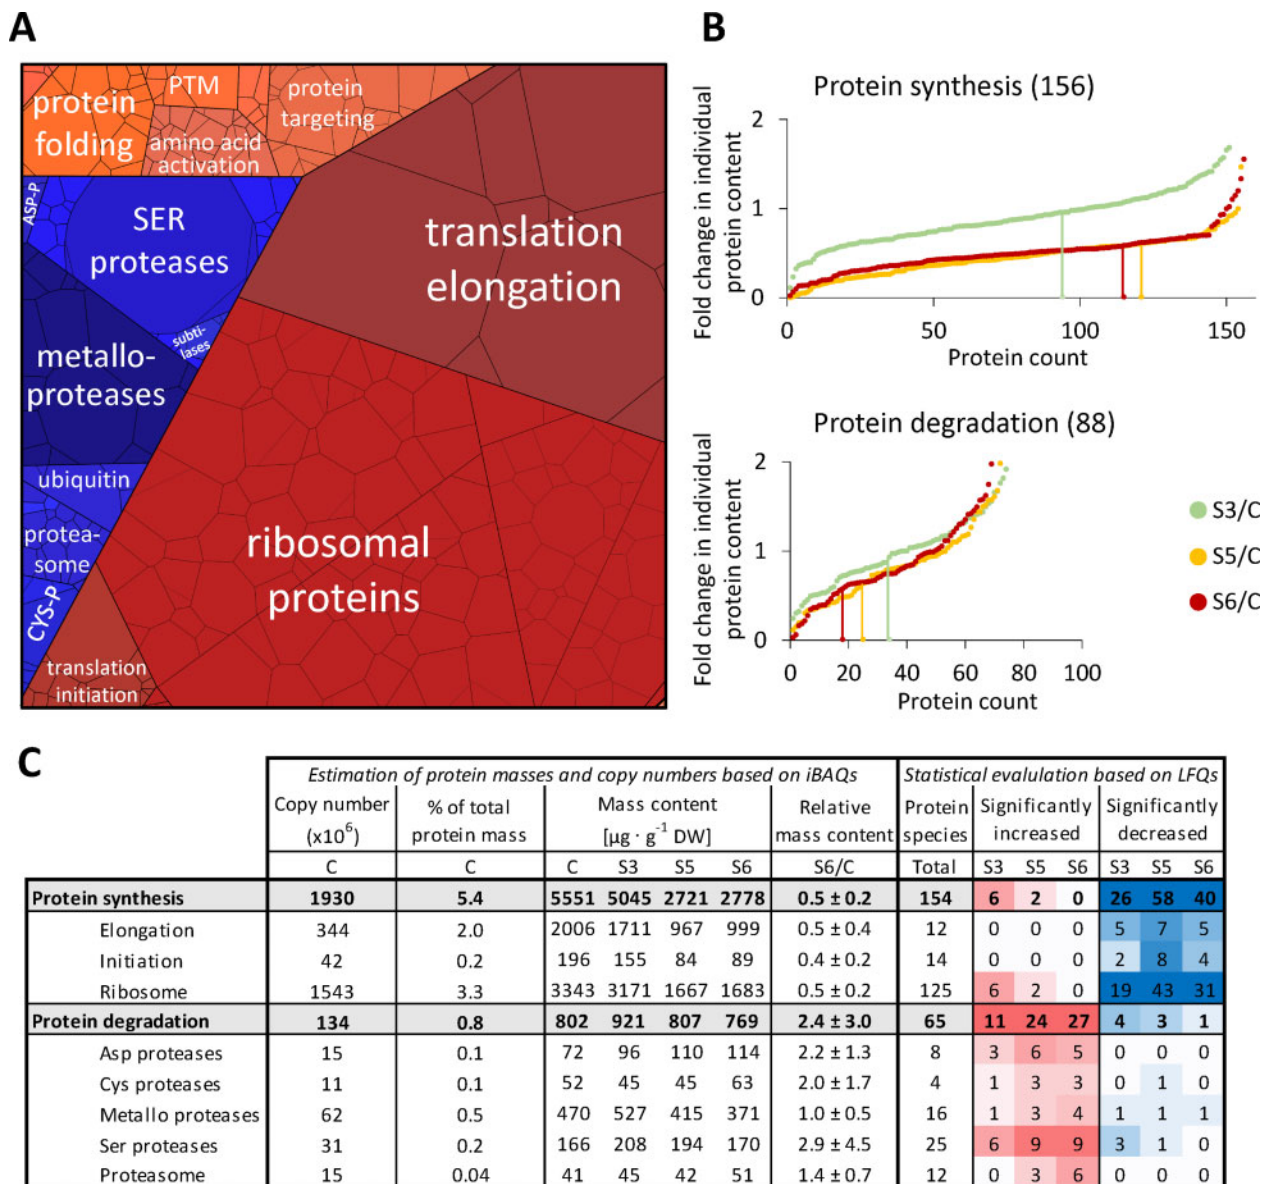 A
protein
folding
PTM
amino acid
activation
protein
targeting
ASP-P
SER
proteases
subti-
lases
metallo-
proteases
ubiquitin
protea-
some
CYS-P
translation
initiation
translation
elongation
ribosomal
proteins
B
Protein synthesis (156)
Fold change in individual
protein content
2
1
0
0 50 100 150
Protein count
Protein degradation (88)
Fold change in individual
protein content
2
1
0
0 20 40 60 80 100
Protein count
S3/C
S5/C
S6/C
C
Estimation of protein masses and copy numbers based on iBAQs Statistical evalulation based on LFQs
Copy number % of total Mass content Relative Protein Significantly Significantly
(x10⁶) protein mass [µg · g⁻¹ DW] mass content species increased decreased
C C C S3 S5 S6 S6/C Total S3 S5 S6 S3 S5 S6
Protein synthesis 1930 5.4 5551 5045 2721 2778 0.5 ± 0.2 154 6 2 0 26 58 40
Elongation 344 2.0 2006 1711 967 999 0.5 ± 0.4 12 0 0 0 5 7 5
Initiation 42 0.2 196 155 84 89 0.4 ± 0.2 14 0 0 0 2 8 4
Ribosome 1543 3.3 3343 3171 1667 1683 0.5 ± 0.2 125 6 2 0 19 43 31
Protein degradation 134 0.8 802 921 807 769 2.4 ± 3.0 65 11 24 27 4 3 1
Asp proteases 15 0.1 72 96 110 114 2.2 ± 1.3 8 3 6 5 0 0 0
Cys proteases 11 0.1 52 45 45 63 2.0 ± 1.7 4 1 3 3 0 1 0
Metallo proteases 62 0.5 470 527 415 371 1.0 ± 0.5 16 1 3 4 1 1 1
Ser proteases 31 0.2 166 208 194 170 2.9 ± 4.5 25 6 9 9 3 1 0
Proteasome 15 0.04 41 45 42 51 1.4 ± 0.7 12 0 3 6 0 0 0